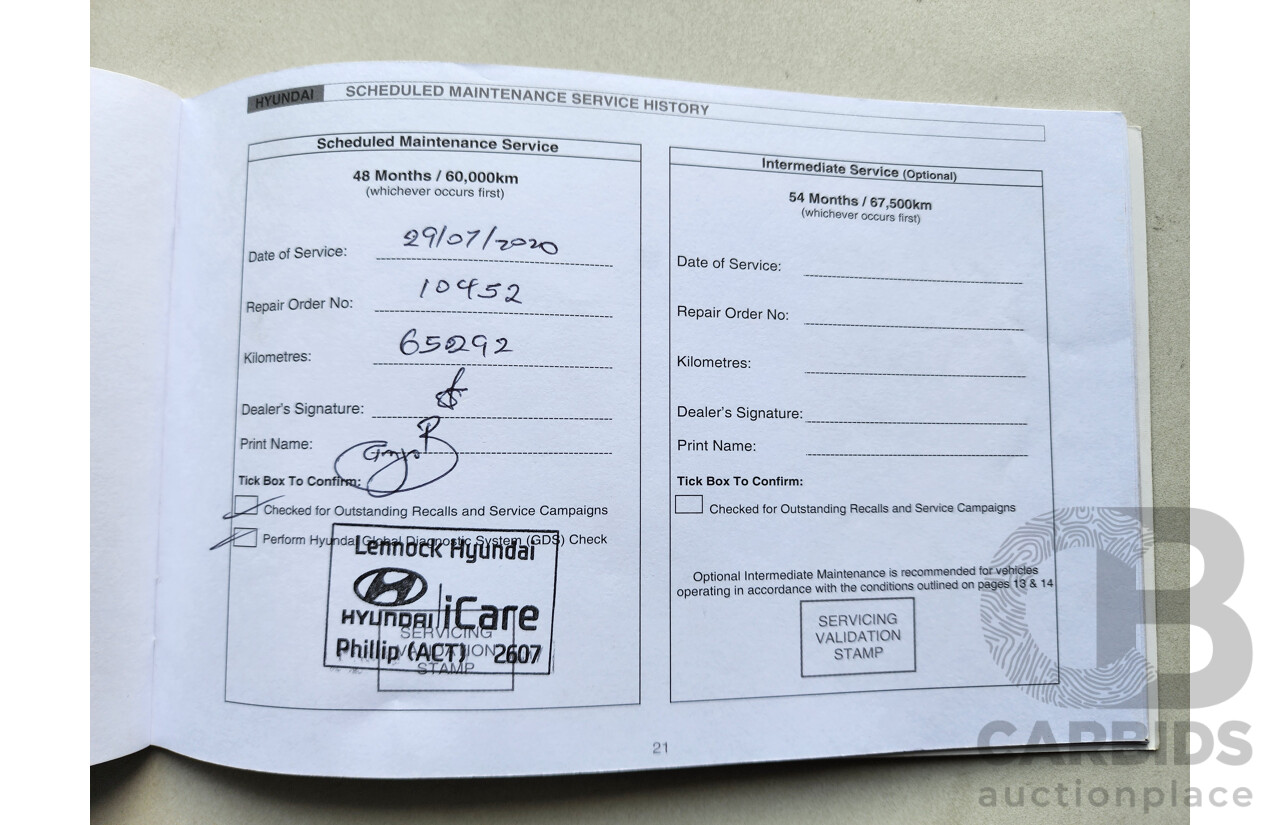 HYUNDAI SCHEDULED MAINTENANCE SERVICE HISTORY
Scheduled Maintenance Service
48 Months / 60,000km
(whichever occurs first)
Date of Service: 29/07/2020
Repair Order No: 10452
Kilometres: 65292
Dealer's Signature:
Print Name:
Tick Box To Confirm:
Checked for Outstanding Recalls and Service Campaigns
Perform Hyundai Global Diagnostic System (GDS) Check
Lennock Hyundai
HYUNDAI iCare
Phillip (ACT) 2607
SERVICING
VALIDATION
STAMP
Intermediate Service (Optional)
54 Months / 67,500km
(whichever occurs first)
Date of Service:
Repair Order No:
Kilometres:
Dealer's Signature:
Print Name:
Tick Box To Confirm:
Checked for Outstanding Recalls and Service Campaigns
Optional Intermediate Maintenance is recommended for vehicles
operating in accordance with the conditions outlined on pages 13 & 14
SERVICING
VALIDATION
STAMP
21
CB
CARBIDS
auctionplace